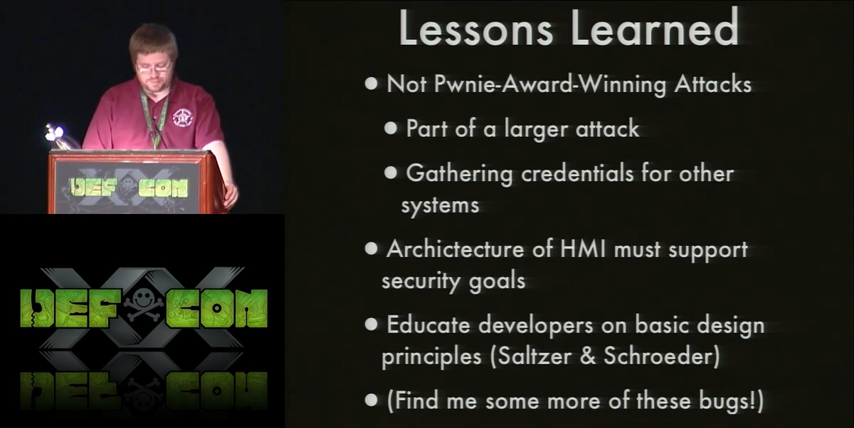 Lessons Learned
• Not Pwnie-Award-Winning Attacks
• Part of a larger attack
• Gathering credentials for other
systems
• Archictecture of HMI must support
security goals
• Educate developers on basic design
principles (Saltzer & Schroeder)
• (Find me some more of these bugs!)
DEF CON
XX
DEF CON